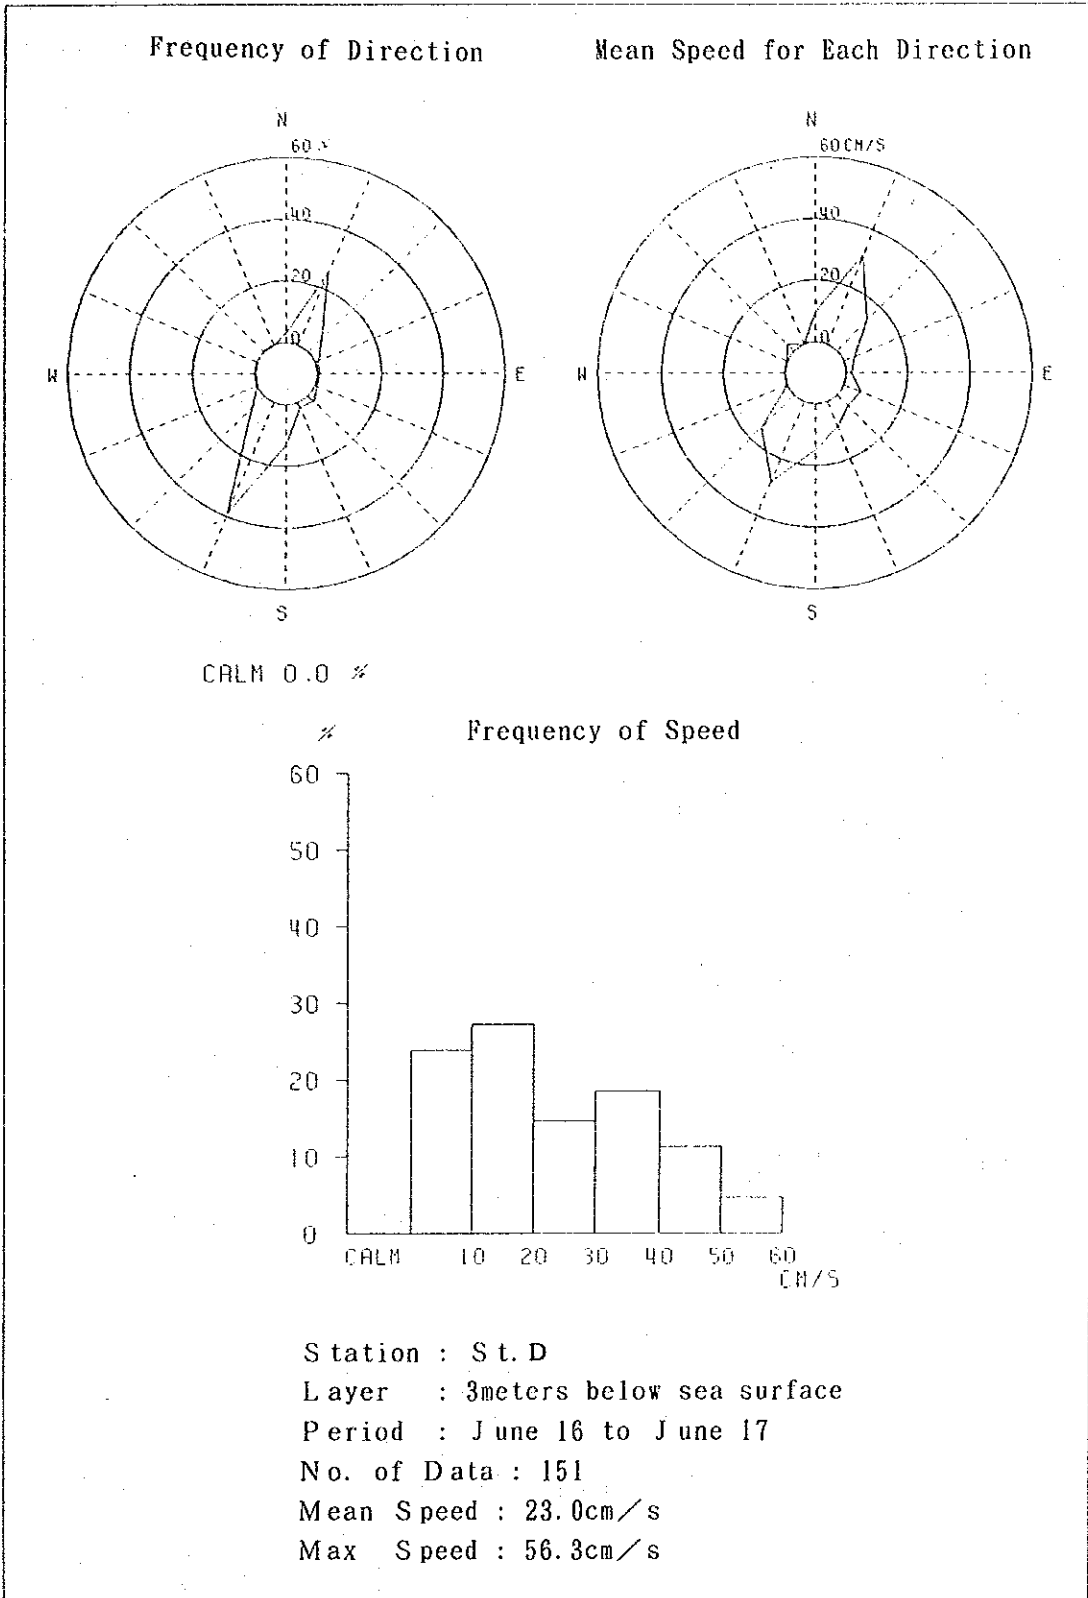 Frequency of Direction
Mean Speed for Each Direction
N
60 %
40
20
0
W
E
S
N
60 CM/S
40
20
0
W
E
S
CALM 0.0 %
% Frequency of Speed
60
50
40
30
20
10
0
CALM 10 20 30 40 50 60
CM/S
Station : St. D
Layer : 3meters below sea surface
Period : June 16 to June 17
No. of Data : 151
Mean Speed : 23.0cm/s
Max Speed : 56.3cm/s